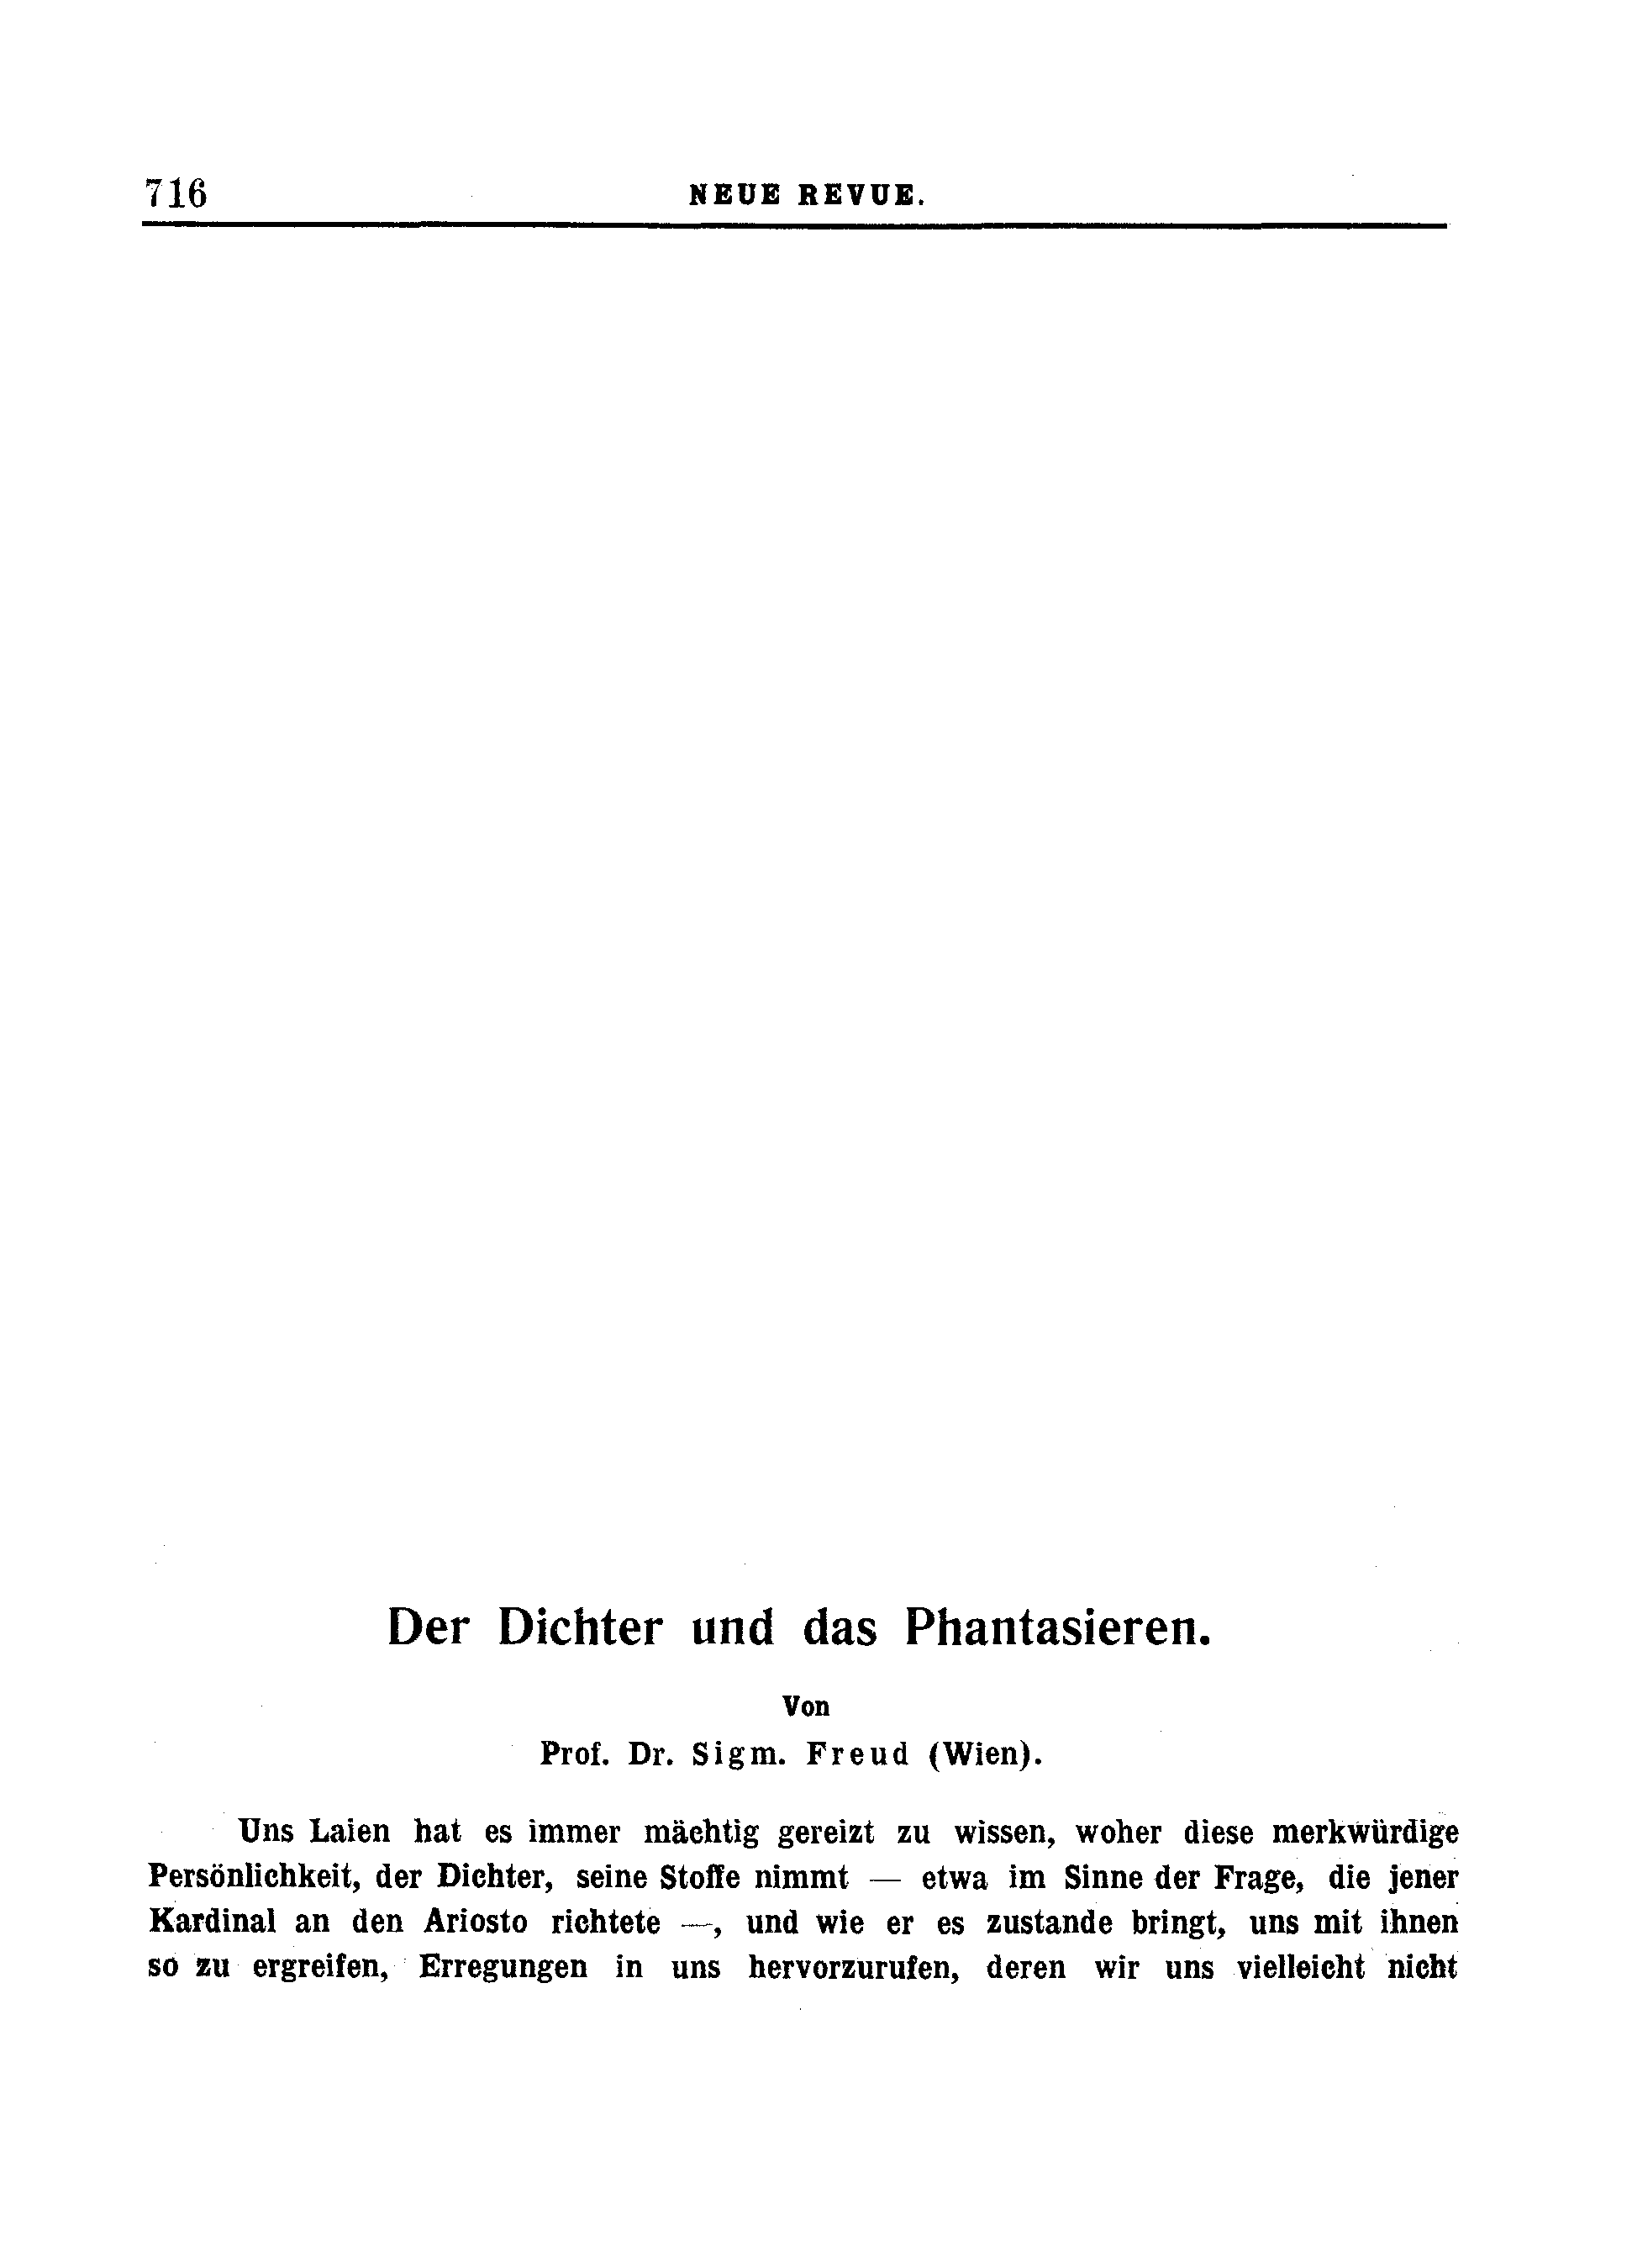 716
NEUE REVUE.
Der Dichter und das Phantasieren.
Von
Prof. Dr. Sigm. Freud (Wien).
Uns Laien hat es immer mächtig gereizt zu wissen, woher diese merkwürdige
Persönlichkeit, der Dichter, seine Stoffe nimmt — etwa im Sinne der Frage, die jener
Kardinal an den Ariosto richtete —, und wie er es zustande bringt, uns mit ihnen
so zu ergreifen, Erregungen in uns hervorzurufen, deren wir uns vielleicht nicht